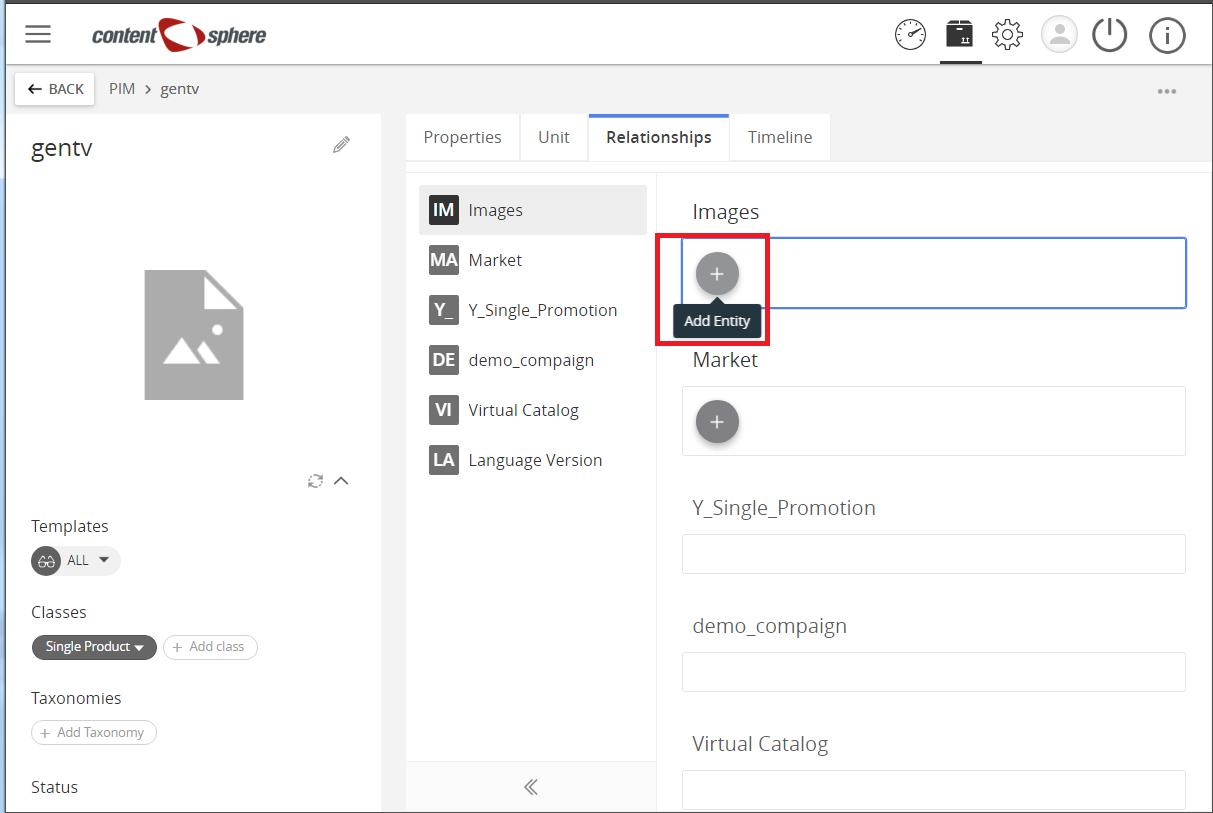 content sphere
BACK PIM > gentv
gentv
Properties Unit Relationships Timeline
IM Images
MA Market
Y_ Y_Single_Promotion
DE demo_compaign
VI Virtual Catalog
LA Language Version
Images
Add Entity
Market
Y_Single_Promotion
demo_compaign
Virtual Catalog
Templates
ALL
Classes
Single Product + Add class
Taxonomies
+ Add Taxonomy
Status